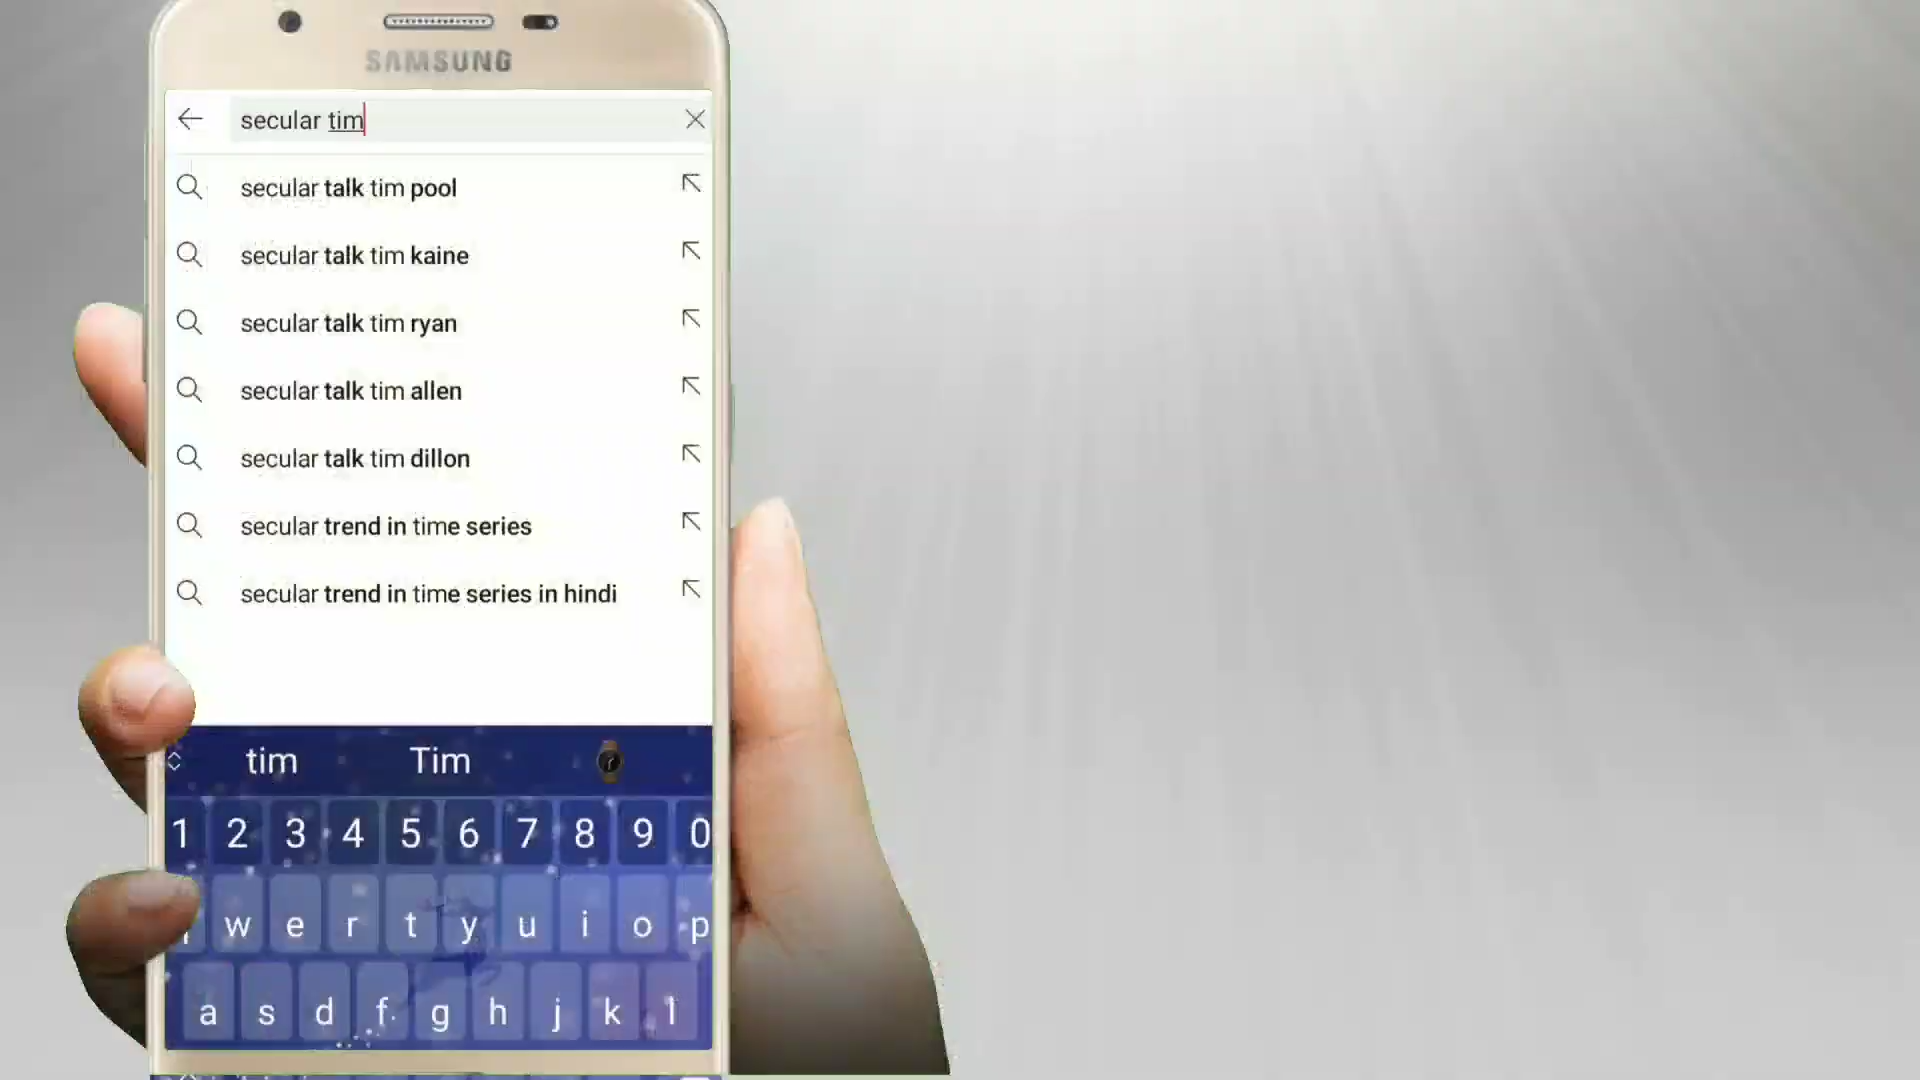 SAMSUNG
secular tim
secular talk tim pool
secular talk tim kaine
secular talk tim ryan
secular talk tim allen
secular talk tim dillon
secular trend in time series
secular trend in time series in hindi
tim Tim
1 2 3 4 5 6 7 8 9 0
w e r t y u i o p
a s d f g h j k l